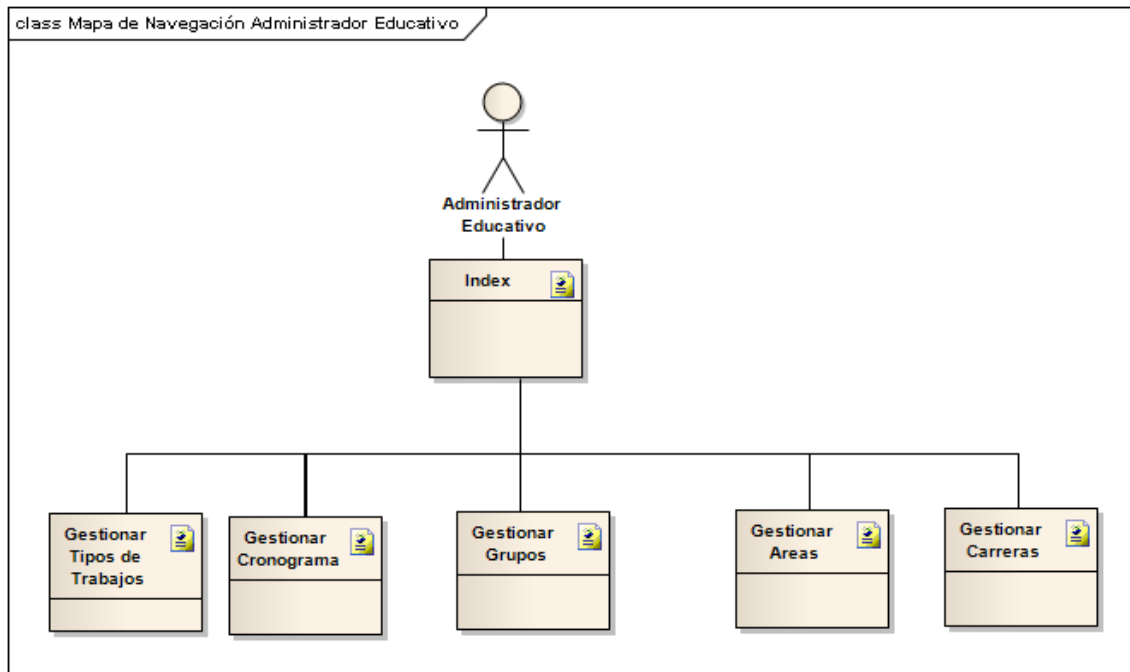 class Mapa de Navegación Administrador Educativo
Administrador
Educativo
Index
Gestionar
Tipos de
Trabajos
Gestionar
Cronograma
Gestionar
Grupos
Gestionar
Areas
Gestionar
Carreras